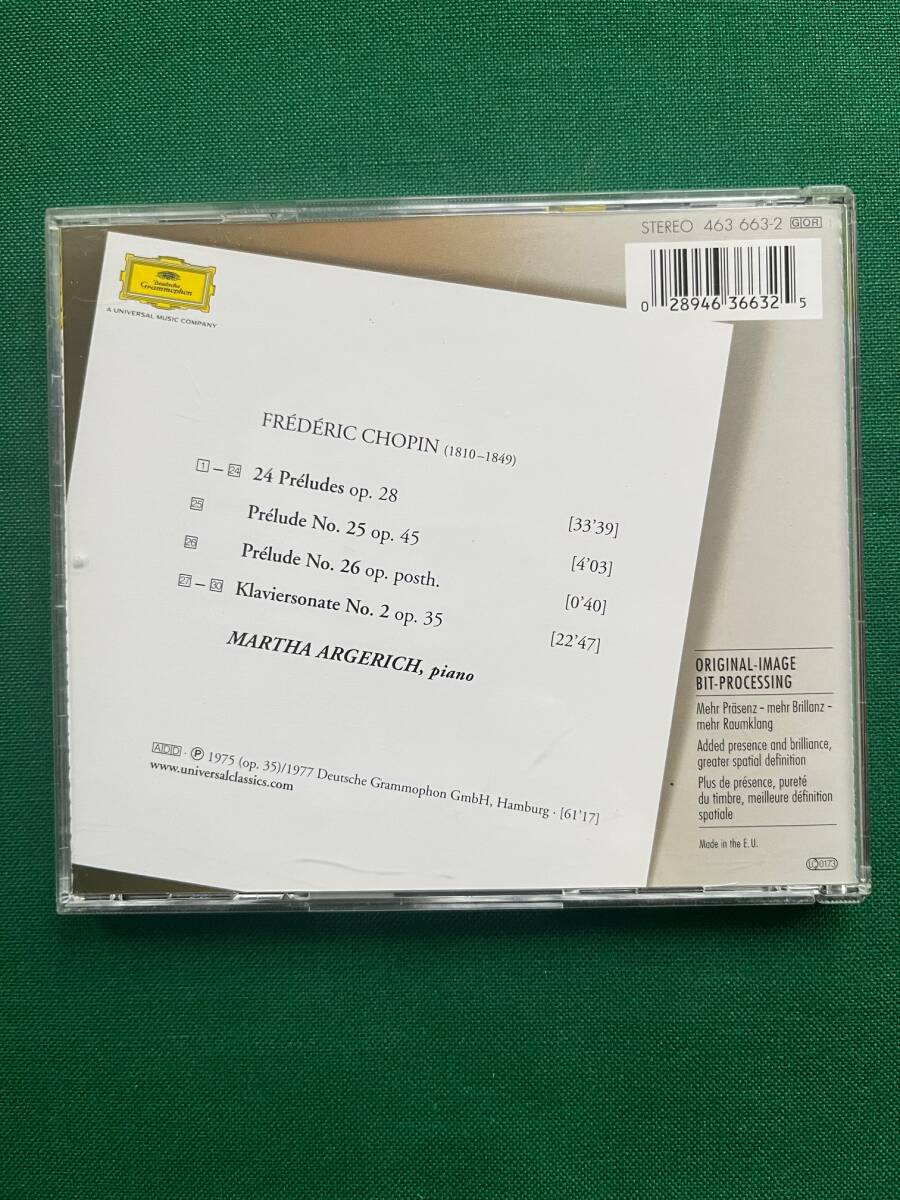 STEREO 463 663-2 GOR
0 28946 36632 5
Deutsche
Grammophon
A UNIVERSAL MUSIC COMPANY
FRÉDÉRIC CHOPIN (1810–1849)
1 – 24 24 Préludes op. 28 [33'39]
25 Prélude No. 25 op. 45 [4'03]
26 Prélude No. 26 op. posth. [0'40]
27 – 30 Klaviersonate No. 2 op. 35 [22'47]
MARTHA ARGERICH, piano
ADD · ℗ 1975 (op. 35)/1977 Deutsche Grammophon GmbH, Hamburg · [61'17]
www.universalclassics.com
ORIGINAL-IMAGE
BIT-PROCESSING
Mehr Präsenz – mehr Brillanz –
mehr Raumklang
Added presence and brilliance,
greater spatial definition
Plus de présence, pureté
du timbre, meilleure définition
spatiale
Made in the E.U.
LC 0173